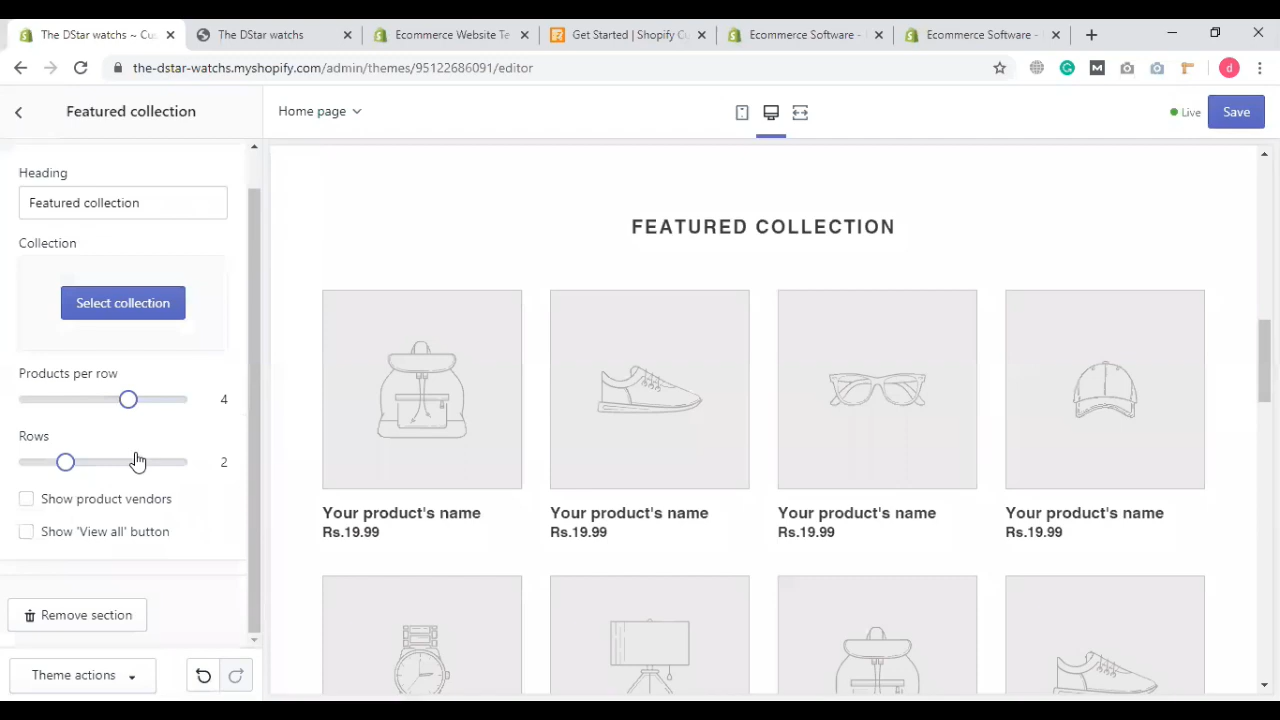 The DStar watchs ~ Cus
The DStar watchs
Ecommerce Website Te
Get Started | Shopify Cu
Ecommerce Software -
Ecommerce Software -
the-dstar-watchs.myshopify.com/admin/themes/95122686091/editor
M
d
Featured collection
Home page
Live
Save
Heading
Featured collection
Collection
Select collection
Products per row
4
Rows
2
Show product vendors
Show 'View all' button
Remove section
Theme actions
FEATURED COLLECTION
Your product's name
Rs.19.99
Your product's name
Rs.19.99
Your product's name
Rs.19.99
Your product's name
Rs.19.99